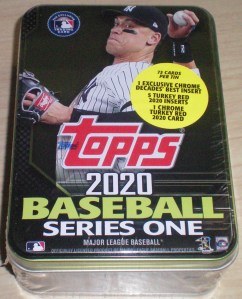 72 CARDS
PER TIN
1 EXCLUSIVE CHROME
DECADES' BEST INSERT
5 TURKEY RED
2020 INSERTS
1 CHROME
TURKEY RED
2020 CARD
topps
2020
BASEBALL
SERIES ONE
MAJOR LEAGUE BASEBALL